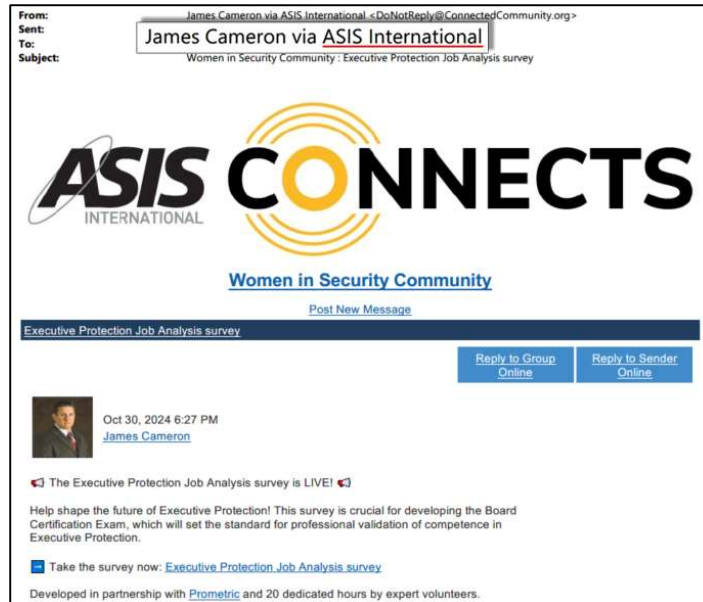 From: James Cameron via ASIS International <DoNotReply@ConnectedCommunity.org>
Sent:
To:
James Cameron via ASIS International
Subject: Women in Security Community : Executive Protection Job Analysis survey
ASIS INTERNATIONAL CONNECTS
Women in Security Community
Post New Message
Executive Protection Job Analysis survey
Reply to Group Online
Reply to Sender Online
Oct 30, 2024 6:27 PM
James Cameron
📢 The Executive Protection Job Analysis survey is LIVE! 📢
Help shape the future of Executive Protection! This survey is crucial for developing the Board
Certification Exam, which will set the standard for professional validation of competence in
Executive Protection.
➡️ Take the survey now: Executive Protection Job Analysis survey
Developed in partnership with Prometric and 20 dedicated hours by expert volunteers.